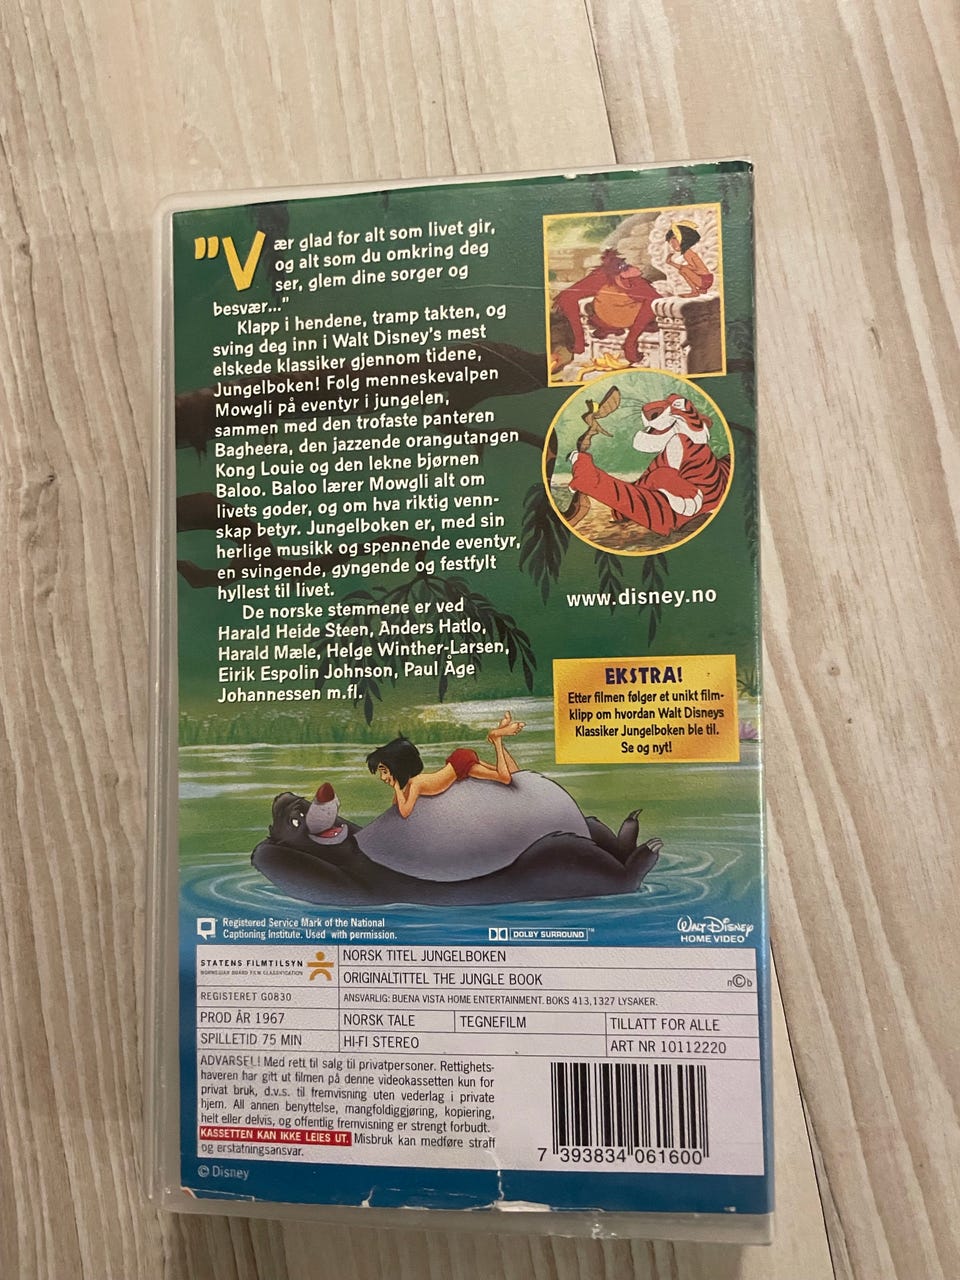 "Vær glad for alt som livet gir,
og alt som du omkring deg
ser, glem dine sorger og
besvær..."
Klapp i hendene, tramp takten, og
sving deg inn i Walt Disney's mest
elskede klassiker gjennom tidene,
Jungelboken! Følg menneskevalpen
Mowgli på eventyr i jungelen,
sammen med den trofaste panteren
Bagheera, den jazzende orangutangen
Kong Louie og den lekne bjørnen
Baloo. Baloo lærer Mowgli alt om
livets goder, og om hva riktig venn-
skap betyr. Jungelboken er, med sin
herlige musikk og spennende eventyr,
en svingende, gyngende og festfylt
hyllest til livet.
De norske stemmene er ved
Harald Heide Steen, Anders Hatlo,
Harald Mæle, Helge Winther-Larsen,
Eirik Espolin Johnson, Paul Åge
Johannessen m.fl.
www.disney.no
EKSTRA!
Etter filmen følger et unikt film-
klipp om hvordan Walt Disneys
Klassiker Jungelboken ble til.
Se og nyt!
Registered Service Mark of the National
Captioning Institute. Used with permission.
DOLBY SURROUND™
WALT DISNEY
HOME VIDEO
STATENS FILMTILSYN
NORWEGIAN BOARD FILM CLASSIFICATION
NORSK TITEL JUNGELBOKEN
ORIGINALTITTEL THE JUNGLE BOOK
n©b
REGISTERET G0830
ANSVARLIG: BUENA VISTA HOME ENTERTAINMENT. BOKS 413,1327 LYSAKER.
PROD ÅR 1967
NORSK TALE
TEGNEFILM
TILLATT FOR ALLE
SPILLETID 75 MIN
HI-FI STEREO
ART NR 10112220
ADVARSEL! Med rett til salg til privatpersoner. Rettighets-
haveren har gitt ut filmen på denne videokassetten kun for
privat bruk, d.v.s. til fremvisning uten vederlag i private
hjem. All annen benyttelse, mangfoldiggjøring, kopiering,
helt eller delvis, og offentlig fremvisning er strengt forbudt.
KASSETTEN KAN IKKE LEIES UT. Misbruk kan medføre straff
og erstatningsansvar.
7 393834 061600
© Disney